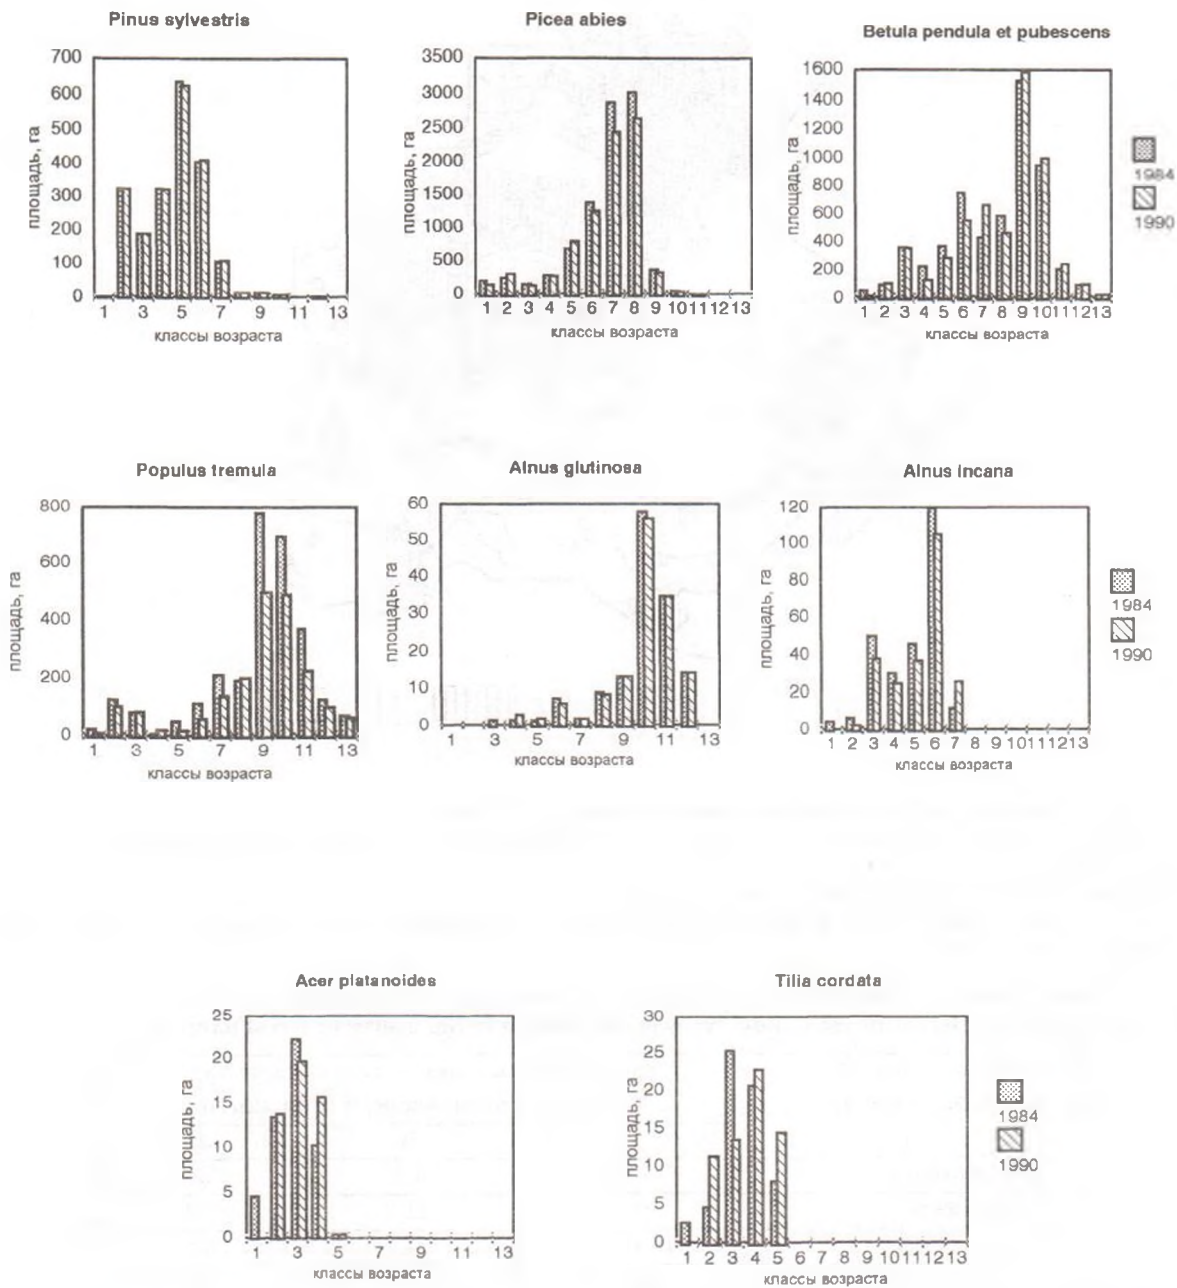 Pinus sylvestris
700
600
500
400
300
200
100
0
площадь, га
1 3 5 7 9 11 13
классы возраста
Picea abies
3500
3000
2500
2000
1500
1000
500
0
площадь, га
1 2 3 4 5 6 7 8 9 10 11 12 13
классы возраста
Betula pendula et pubescens
1600
1400
1200
1000
800
600
400
200
0
площадь, га
1 2 3 4 5 6 7 8 9 10 11 12 13
классы возраста
1984
1990
Populus tremula
800
600
400
200
0
площадь, га
1 3 5 7 9 11 13
классы возраста
Alnus glutinosa
60
50
40
30
20
10
0
площадь, га
1 3 5 7 9 11 13
классы возраста
Alnus incana
120
100
80
60
40
20
0
площадь, га
1 2 3 4 5 6 7 8 9 10 11 12 13
классы возраста
1984
1990
Acer platanoides
25
20
15
10
5
0
площадь, га
1 3 5 7 9 11 13
классы возраста
Tilia cordata
30
25
20
15
10
5
0
площадь, га
1 2 3 4 5 6 7 8 9 10 11 12 13
классы возраста
1984
1990